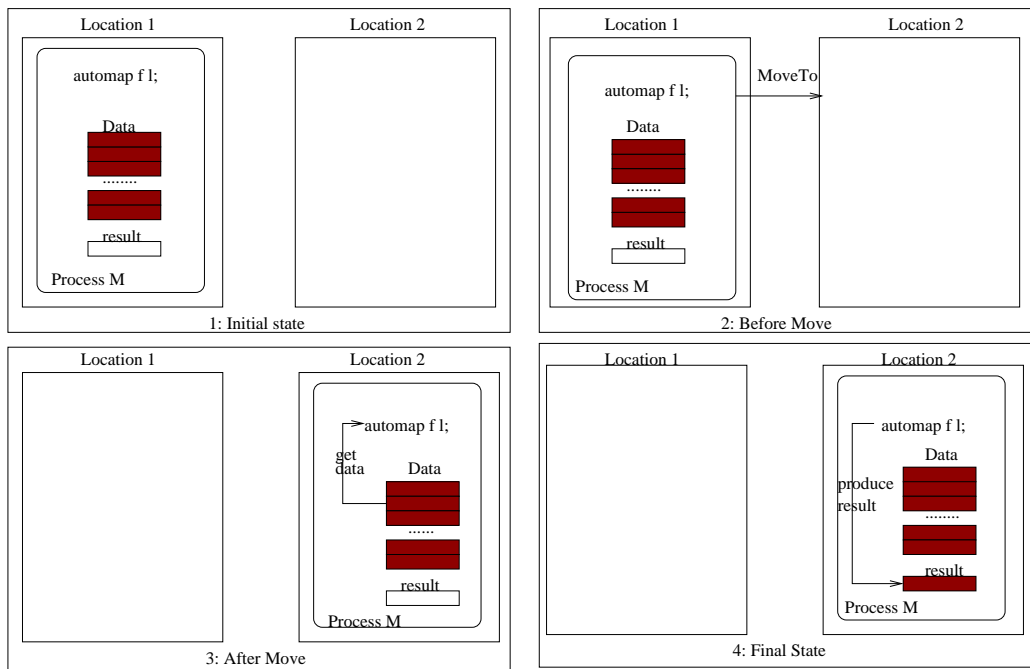 Location 1
Location 2
automap f l;
Data
........
result
Process M
1: Initial state
Location 1
Location 2
MoveTo
automap f l;
Data
........
result
Process M
2: Before Move
Location 1
Location 2
automap f l;
get
data
Data
......
result
Process M
3: After Move
Location 1
Location 2
automap f l;
Data
produce
result
........
result
Process M
4: Final State